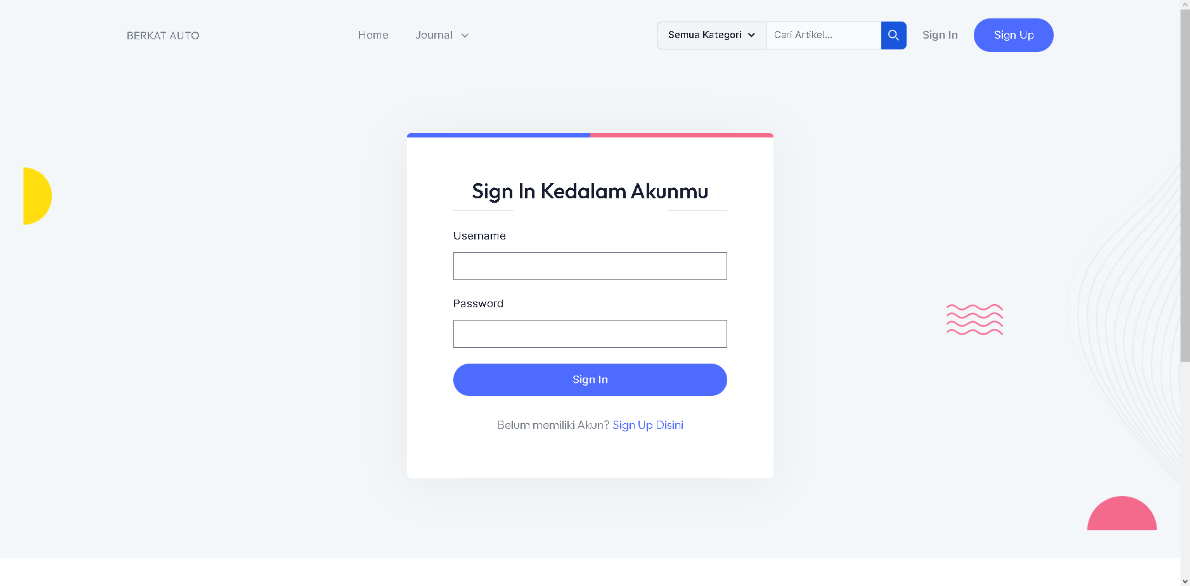 BERKAT AUTO
Home
Journal
Semua Kategori
Cari Artikel...
Sign In
Sign Up
Sign In Kedalam Akunmu
Username
Password
Sign In
Belum memiliki Akun? Sign Up Disini